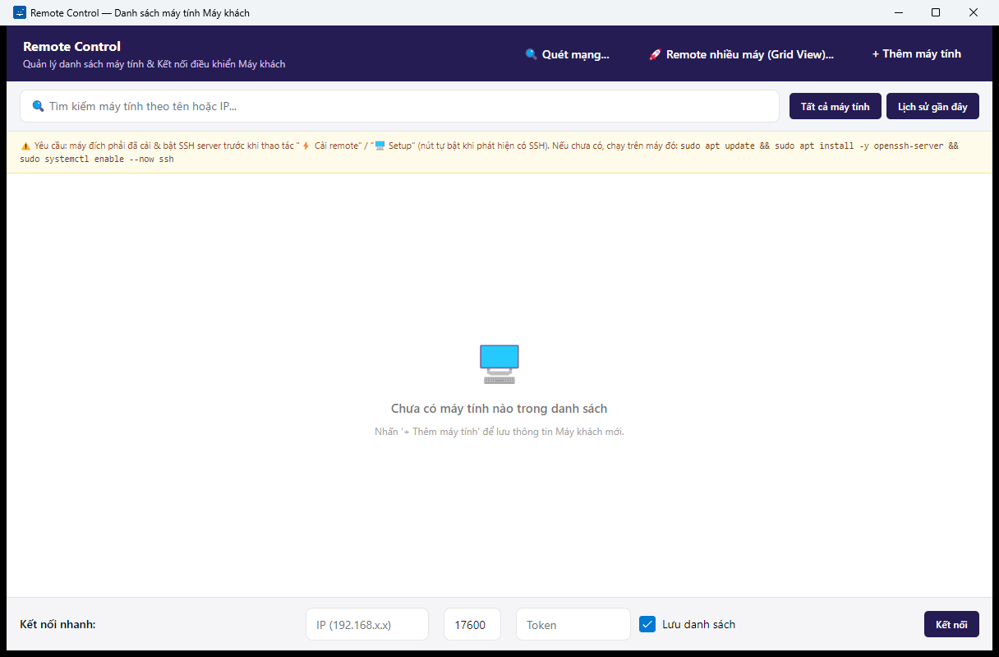 Remote Control — Danh sách máy tính Máy khách
Remote Control
Quản lý danh sách máy tính & Kết nối điều khiển Máy khách
🔍 Quét mạng...
🚀 Remote nhiều máy (Grid View)...
+ Thêm máy tính
🔍 Tìm kiếm máy tính theo tên hoặc IP...
Tất cả máy tính
Lịch sử gần đây
⚠️ Yêu cầu: máy đích phải đã cài & bật SSH server trước khi thao tác "⚡ Cài remote" / "🖥️ Setup" (nút tự bật khi phát hiện có SSH). Nếu chưa có, chạy trên máy đó: sudo apt update && sudo apt install -y openssh-server &&
sudo systemctl enable --now ssh
Chưa có máy tính nào trong danh sách
Nhấn '+ Thêm máy tính' để lưu thông tin Máy khách mới.
Kết nối nhanh:
IP (192.168.x.x)
17600
Token
Lưu danh sách
Kết nối